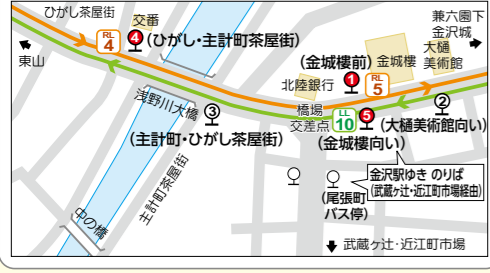 ひがし茶屋街
交番
RL
4
4
(ひがし・主計町茶屋街)
東山
兼六園下
金沢城
大樋
美術館
金城樓
(金城樓前)
1
RL
5
北陸銀行
浅野川大橋
3
(主計町・ひがし茶屋街)
橋場
交差点
LL
10
5
(金城樓向い)
2
(大樋美術館向い)
金沢駅ゆき のりば
(武蔵ヶ辻・近江町市場経由)
(尾張町
バス停)
主計町茶屋街
中の橋
武蔵ヶ辻・近江町市場